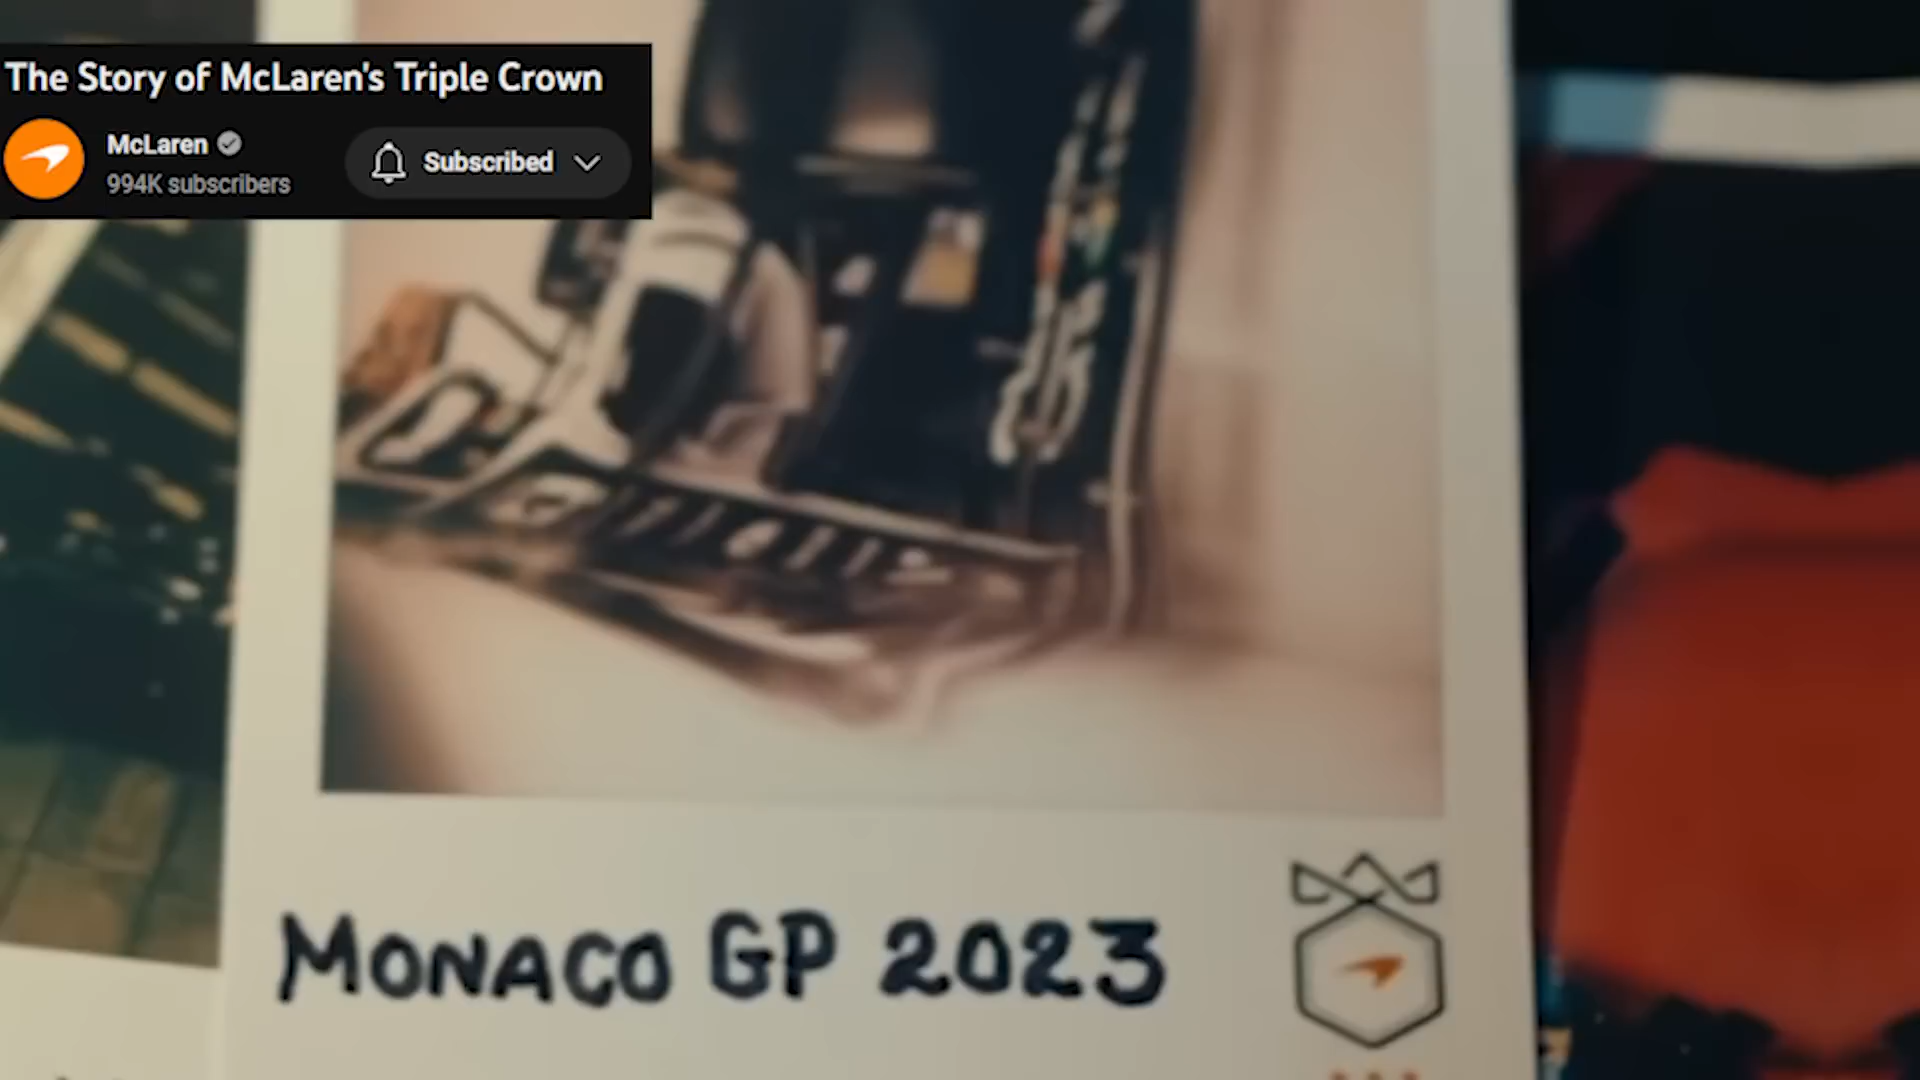 The Story of McLaren's Triple Crown
McLaren
994K subscribers
Subscribed
MONACO GP 2023